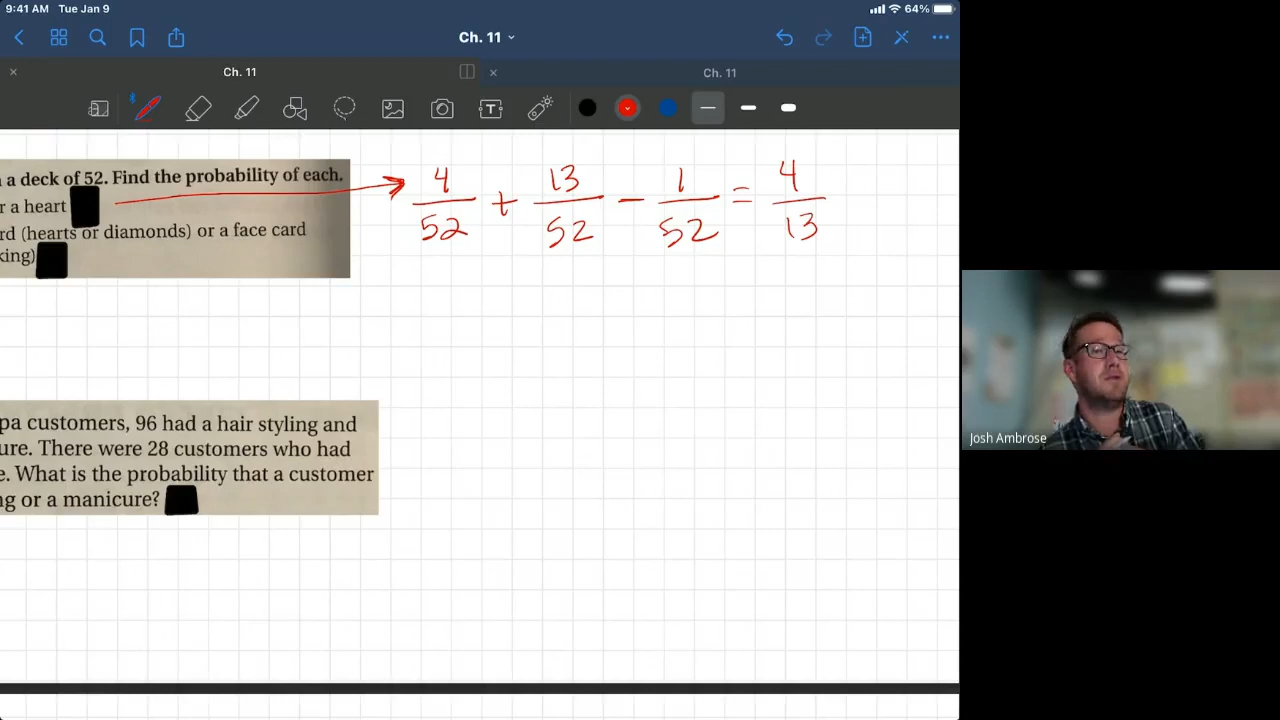 9:41 AM Tue Jan 9
64%
Ch. 11
Ch. 11
Ch. 11
a deck of 52. Find the probability of each.
r a heart
rd (hearts or diamonds) or a face card
king)
4/52 + 13/52 - 1/52 = 4/13
pa customers, 96 had a hair styling and
ure. There were 28 customers who had
e. What is the probability that a customer
ng or a manicure?
Josh Ambrose